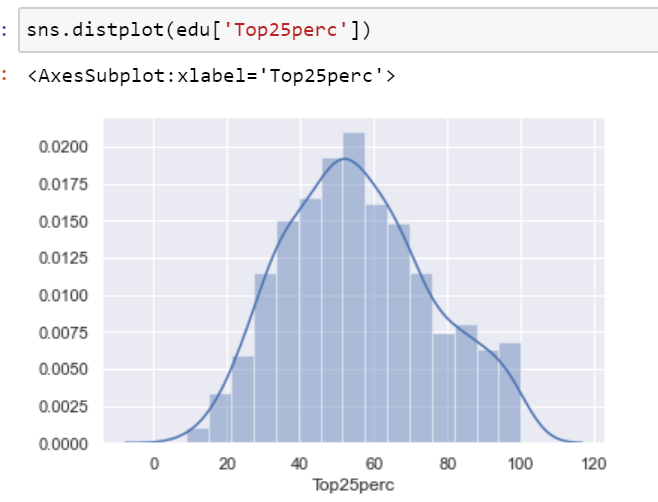 : sns.distplot(edu['Top25perc'])
: <AxesSubplot:xlabel='Top25perc'>
0.0200
0.0175
0.0150
0.0125
0.0100
0.0075
0.0050
0.0025
0.0000
0 20 40 60 80 100 120
Top25perc